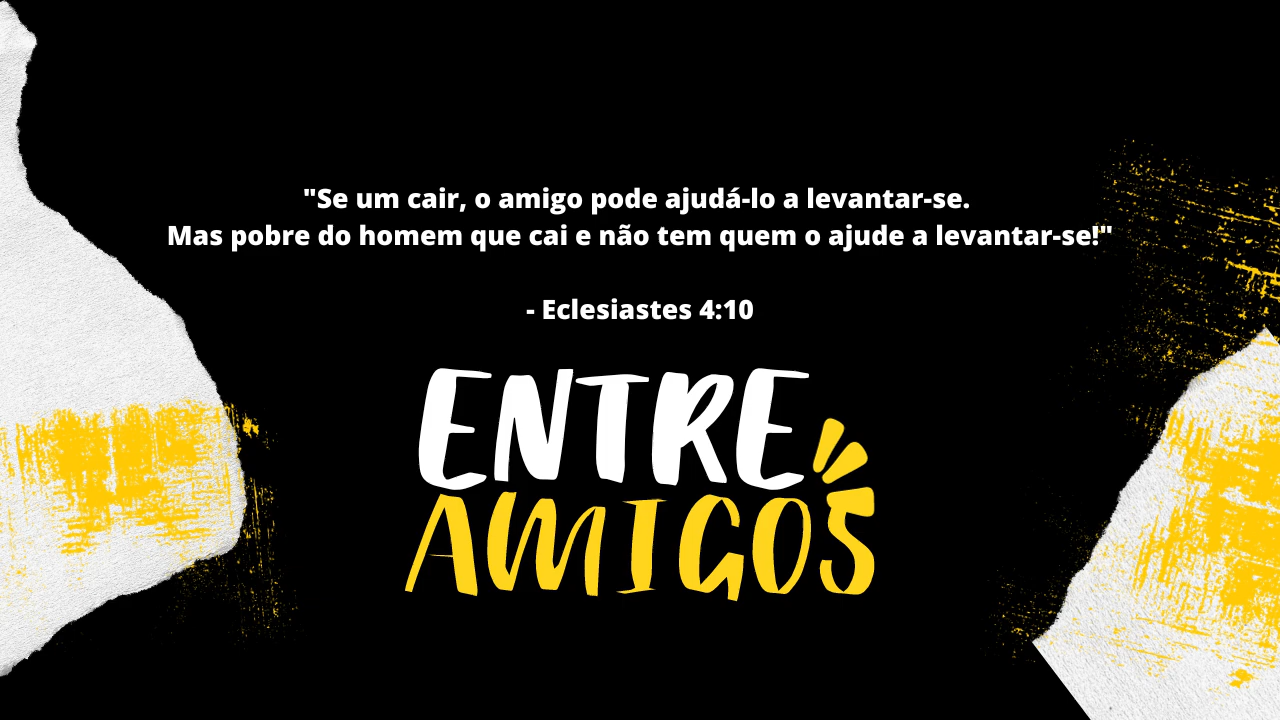 "Se um cair, o amigo pode ajudá-lo a levantar-se.
Mas pobre do homem que cai e não tem quem o ajude a levantar-se!"
- Eclesiastes 4:10
ENTRE
AMIGOS